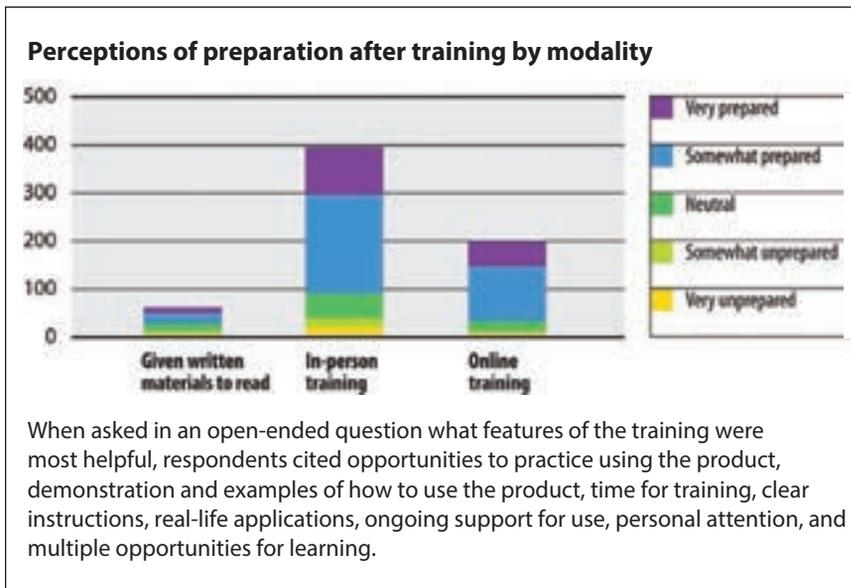 Perceptions of preparation after training by modality
500
400
300
200
100
0
Given written
materials to read
In-person
training
Online
training
Very prepared
Somewhat prepared
Neutral
Somewhat unprepared
Very unprepared
When asked in an open-ended question what features of the training were
most helpful, respondents cited opportunities to practice using the product,
demonstration and examples of how to use the product, time for training, clear
instructions, real-life applications, ongoing support for use, personal attention, and
multiple opportunities for learning.